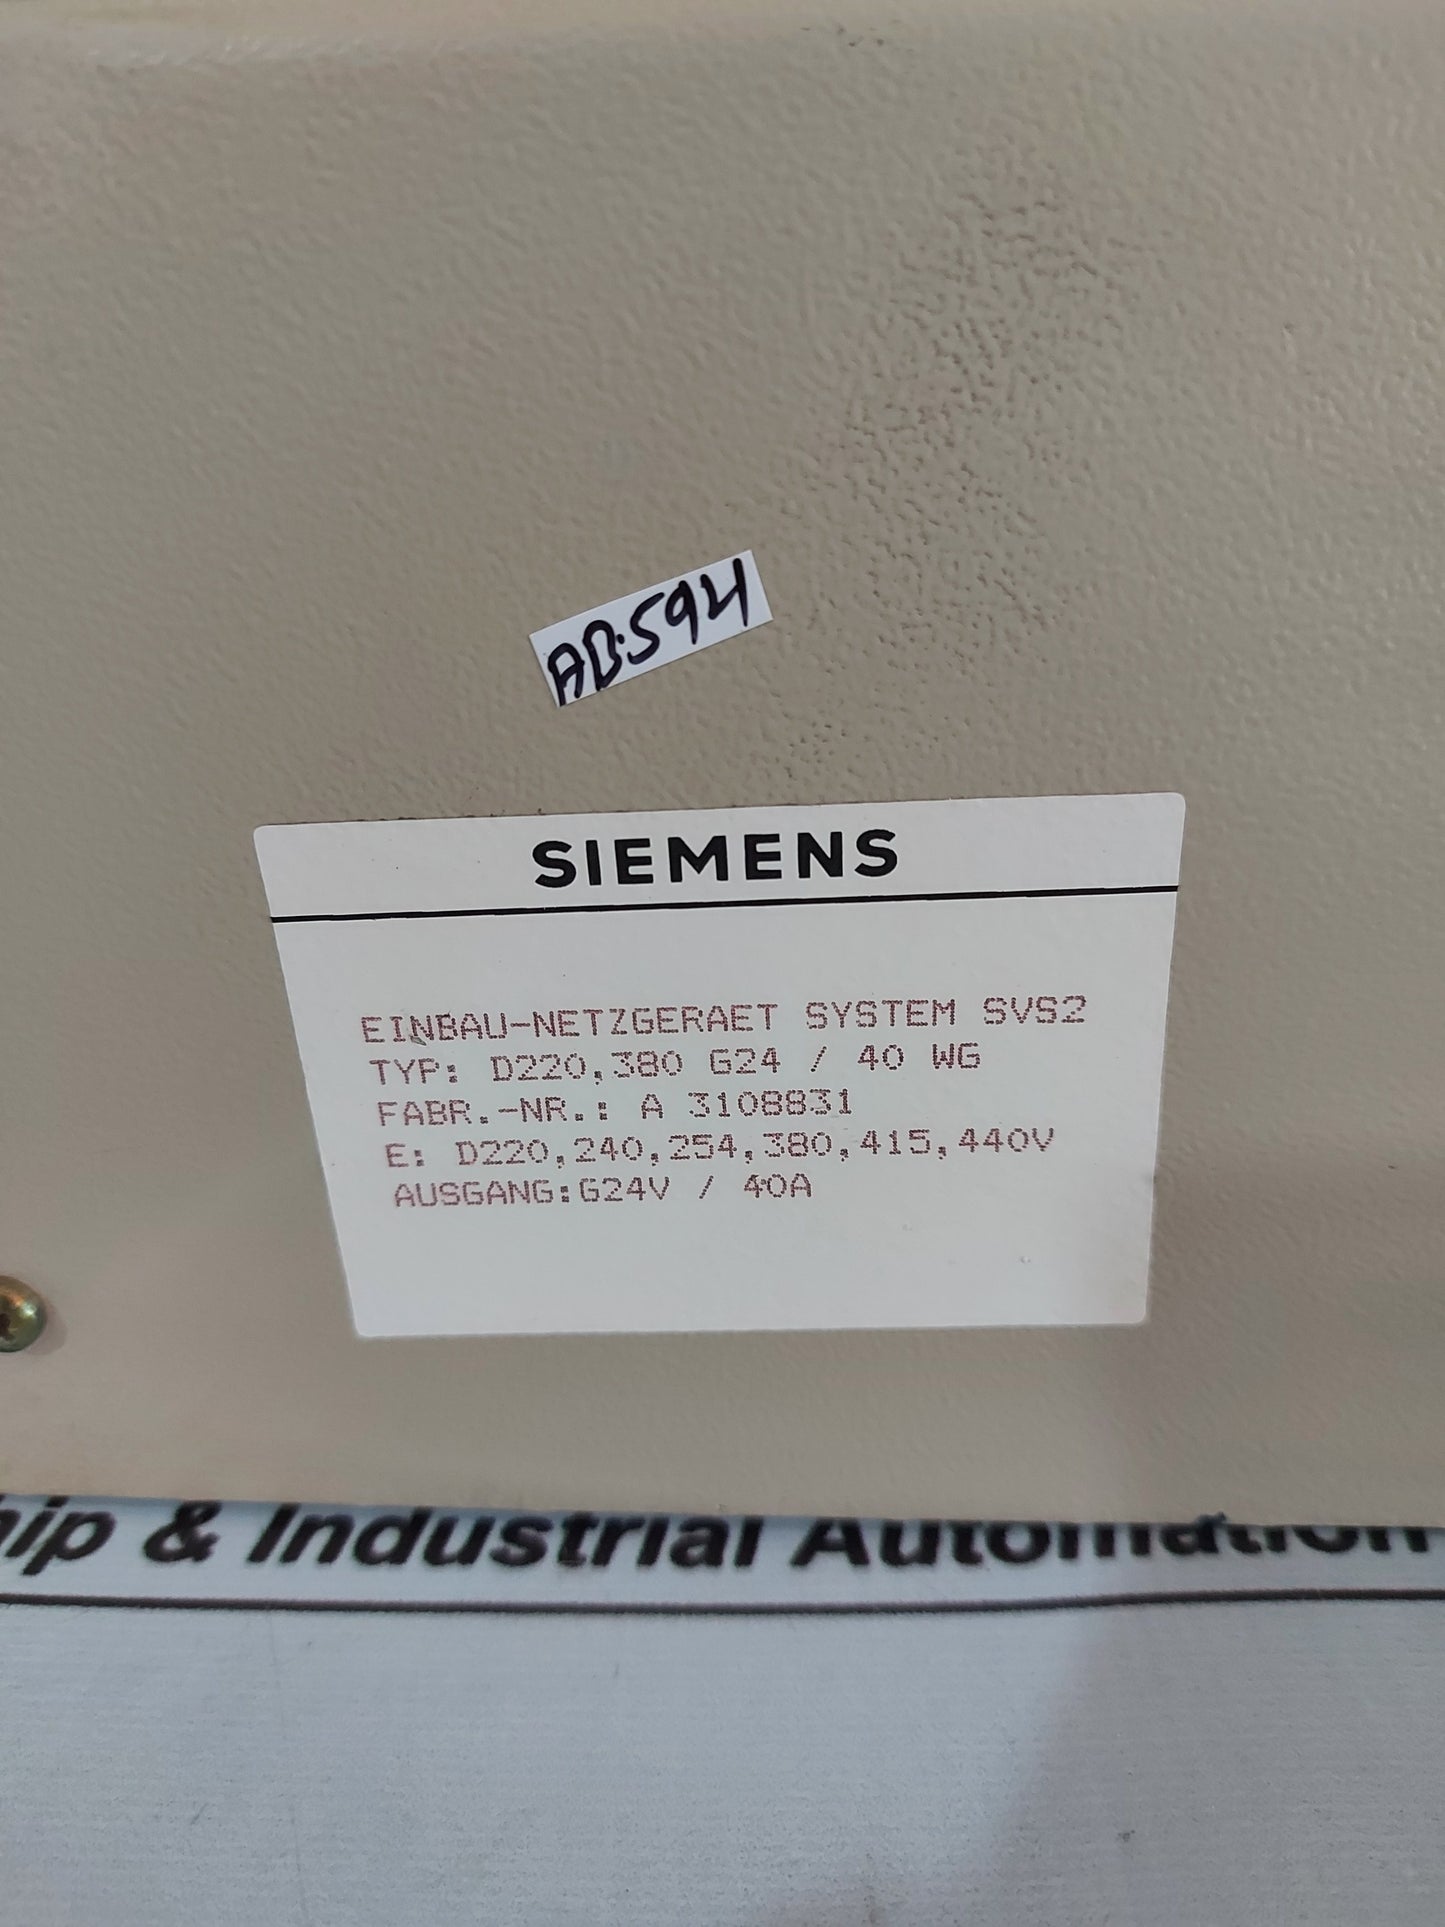 AB:594
SIEMENS
EINBAU-NETZGERAET SYSTEM SVS2
TYP: D220,380 G24 / 40 WG
FABR.-NR.: A 3108831
E: D220,240,254,380,415,440V
AUSGANG:G24V / 40A
& Industrial Automation